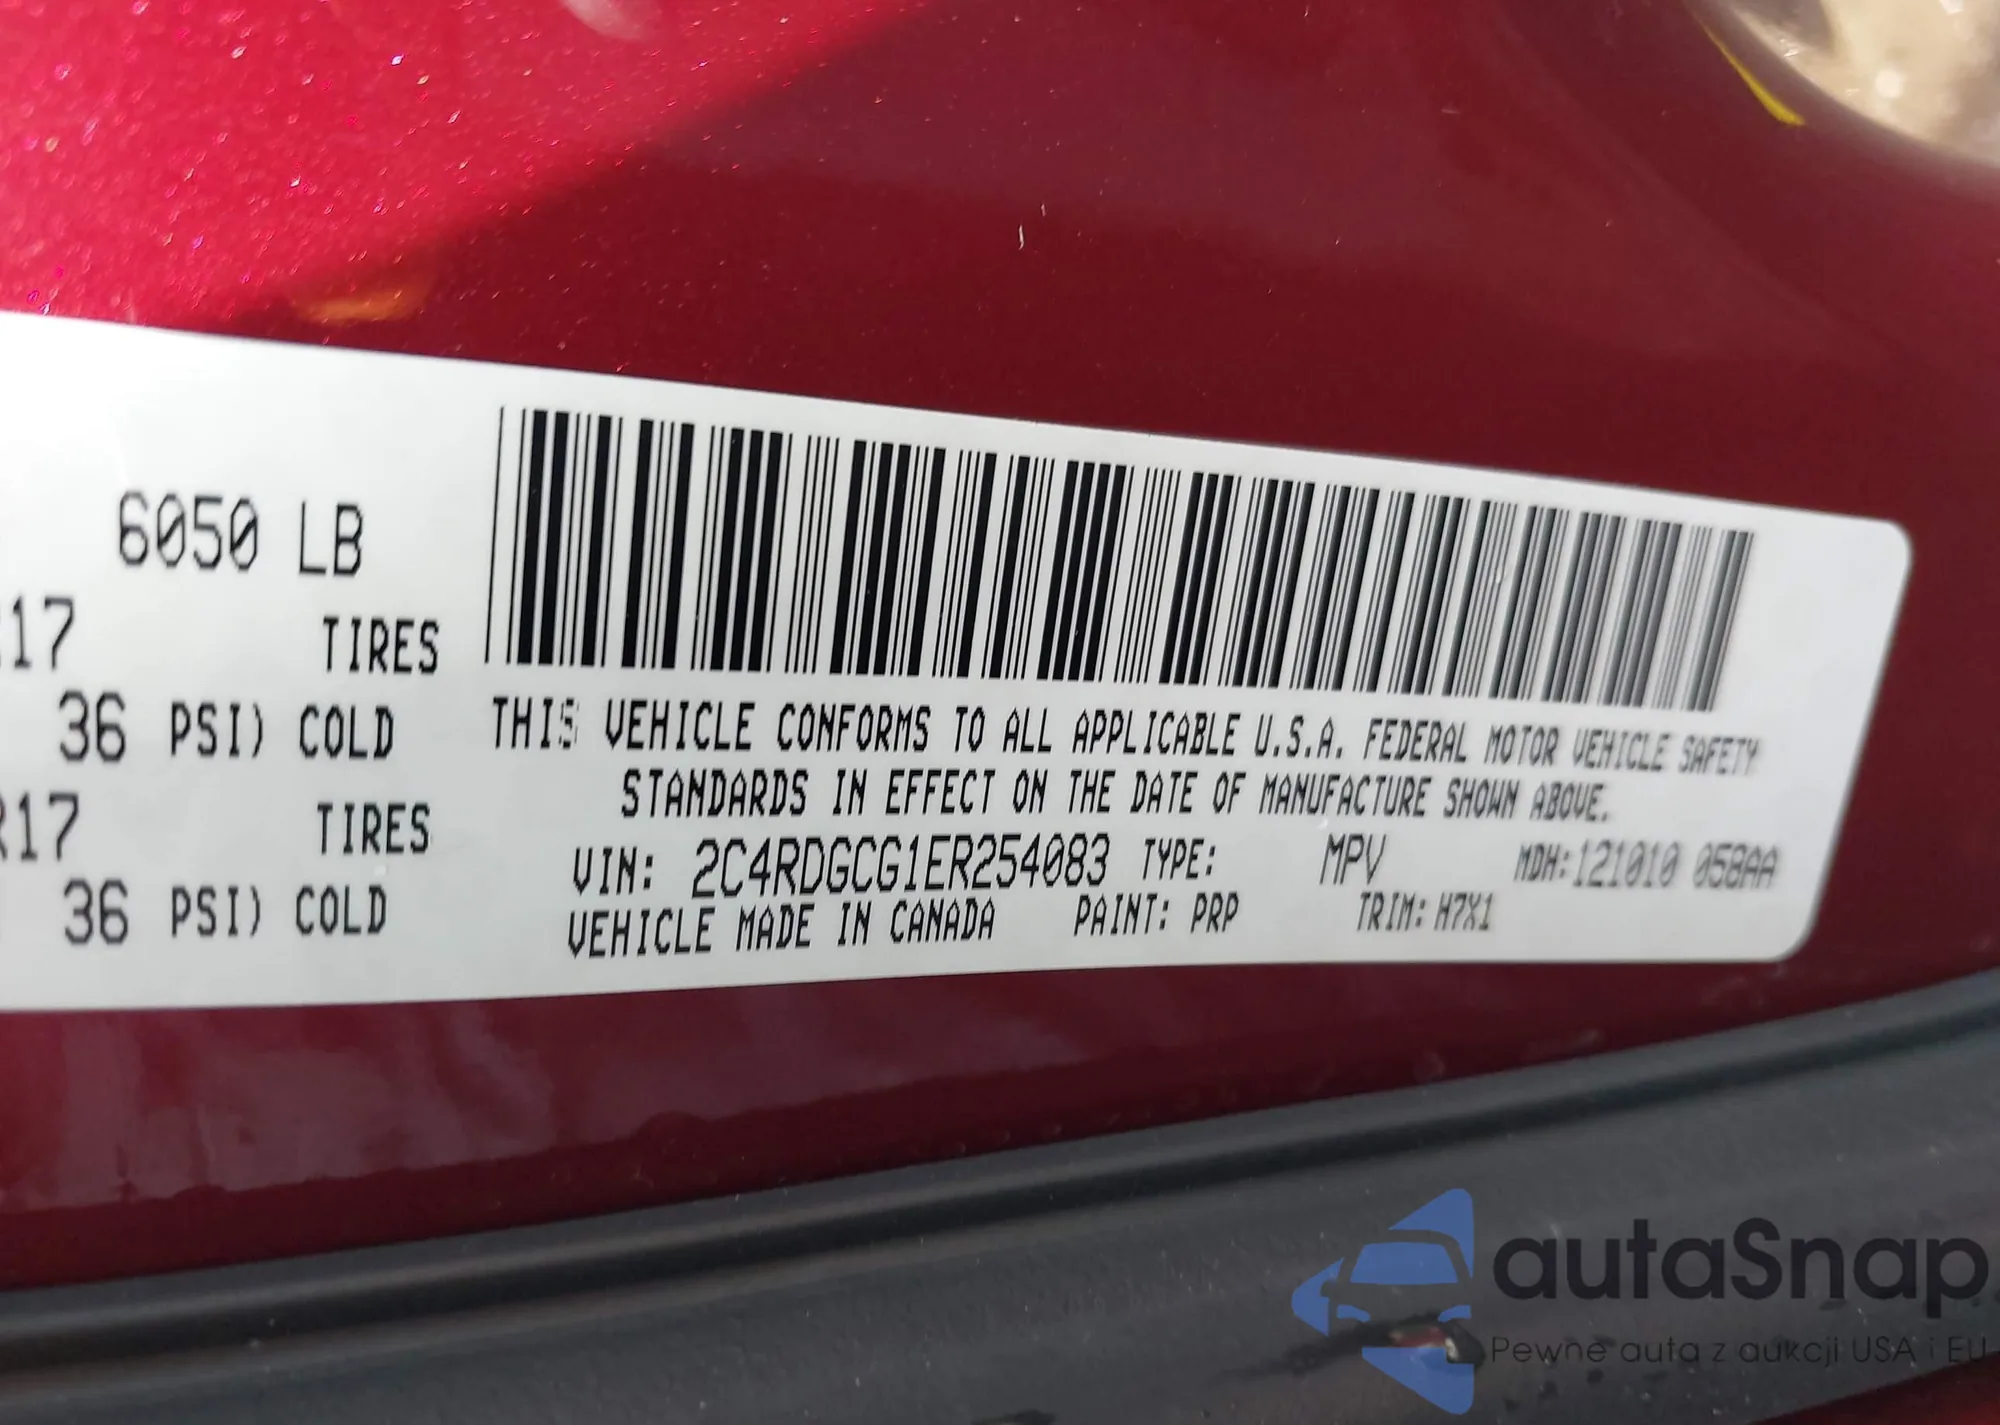 6050 LB
17 TIRES
36 PSI) COLD
R17 TIRES
36 PSI) COLD
THIS VEHICLE CONFORMS TO ALL APPLICABLE U.S.A. FEDERAL MOTOR VEHICLE SAFETY
STANDARDS IN EFFECT ON THE DATE OF MANUFACTURE SHOWN ABOVE.
VIN: 2C4RDGCG1ER254083 TYPE: MPV MDH:121010 058AA
VEHICLE MADE IN CANADA PAINT: PRP TRIM: H7X1
autaSnap
Pewne auta z aukcji USA i EU